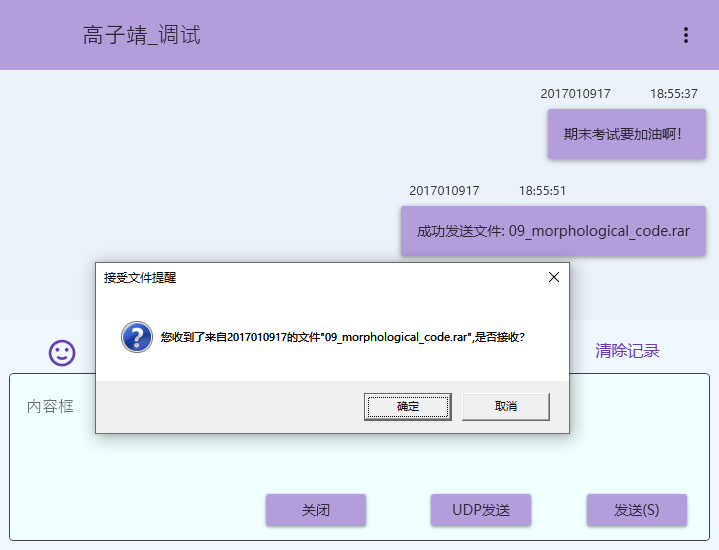 高子靖_调试
2017010917 18:55:37
期末考试要加油啊！
2017010917 18:55:51
成功发送文件: 09_morphological_code.rar
接受文件提醒
您收到了来自2017010917的文件"09_morphological_code.rar",是否接收?
确定 取消
清除记录
内容框
关闭 UDP发送 发送(S)